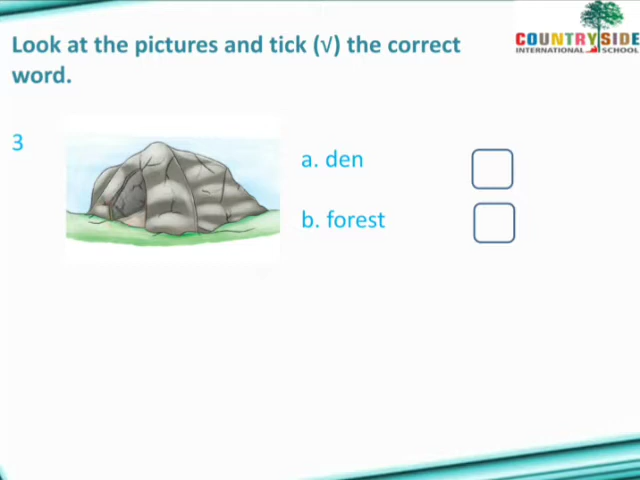 COUNTRYSIDE
INTERNATIONAL SCHOOL
Look at the pictures and tick (√) the correct
word.
3
a. den
b. forest